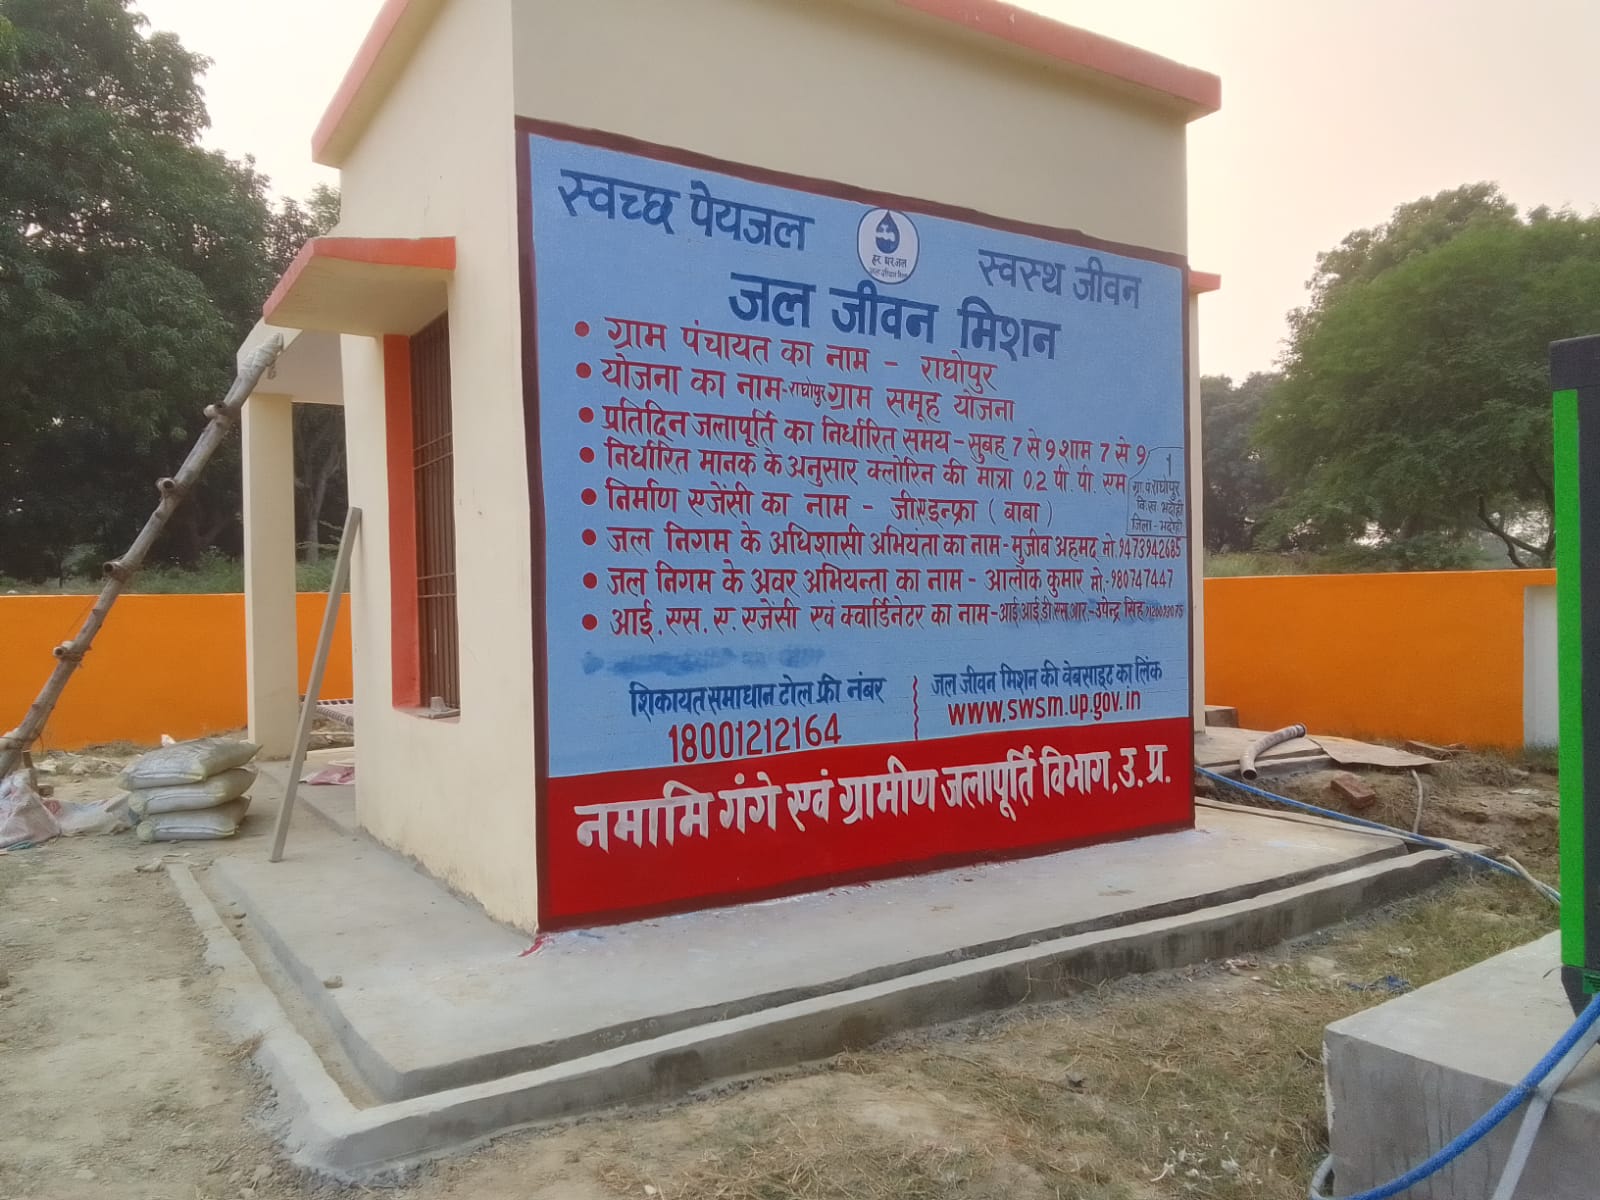 स्वच्छ पेयजल
हर घर जल
स्वस्थ जीवन
जल जीवन मिशन
• ग्राम पंचायत का नाम - राघोपुर
• योजना का नाम-राघोपुर ग्राम समूह योजना
• प्रतिदिन जलापूर्ति का निर्धारित समय - सुबह 7 से 9 शाम 7 से 9
• निर्धारित मानक के अनुसार क्लोरिन की मात्रा 0.2 पी. पी. एम
• निर्माण एजेंसी का नाम - जीएइन्फ्रा ( बाबा )
1
ग्रा.प राघोपुर
वि.ख. भदोही
जिला - भदोही
• जल निगम के अधिशासी अभियता का नाम - मुजीब अहमद मो. 9473942685
• जल निगम के अवर अभियन्ता का नाम - आलोक कुमार मो.- 980747447
• आई. एस. ए. एजेंसी एवं क्वार्डिनेटर का नाम - आई.आई.डी.एस.आर. - उपेन्द्र सिंह
शिकायत समाधान टोल फ्री नंबर
18001212164
जल जीवन मिशन की वेबसाइट का लिंक
www.swsm.up.gov.in
नमामि गंगे एवं ग्रामीण जलापूर्ति विभाग, उ. प्र.